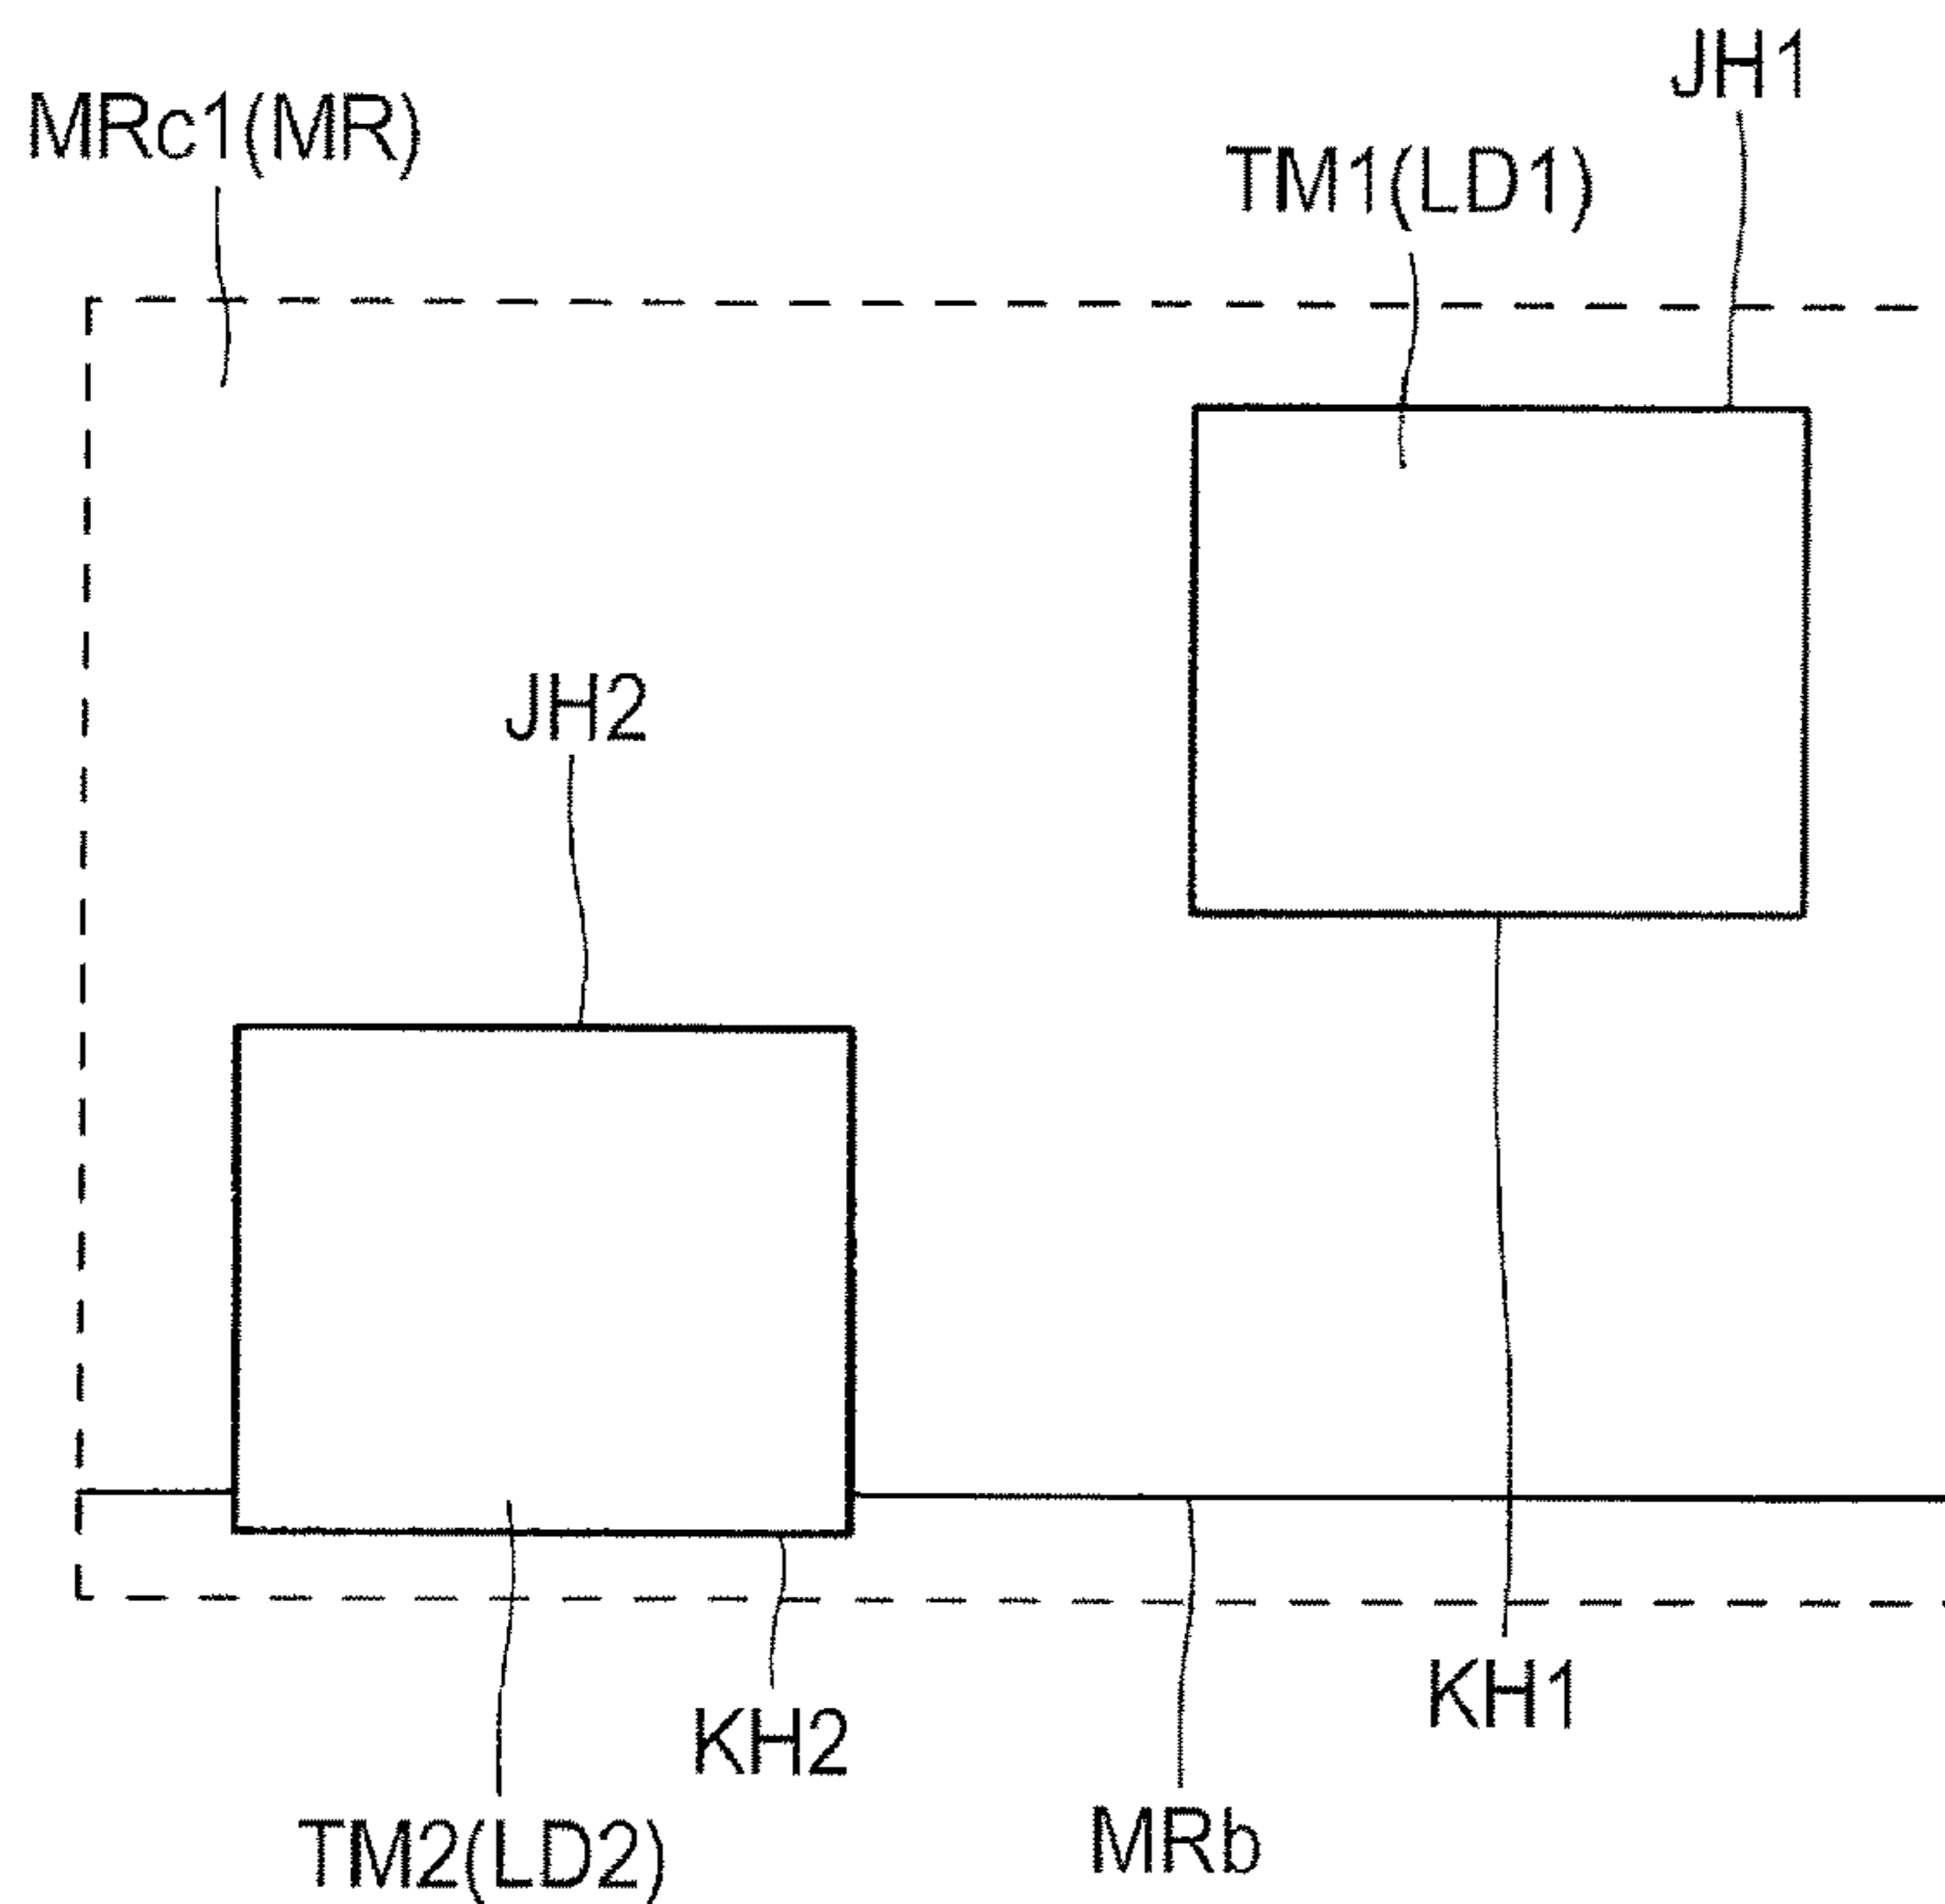 JH1
MRc1(MR)
TM1(LD1)
JH2
KH1
KH2
MRb
TM2(LD2)